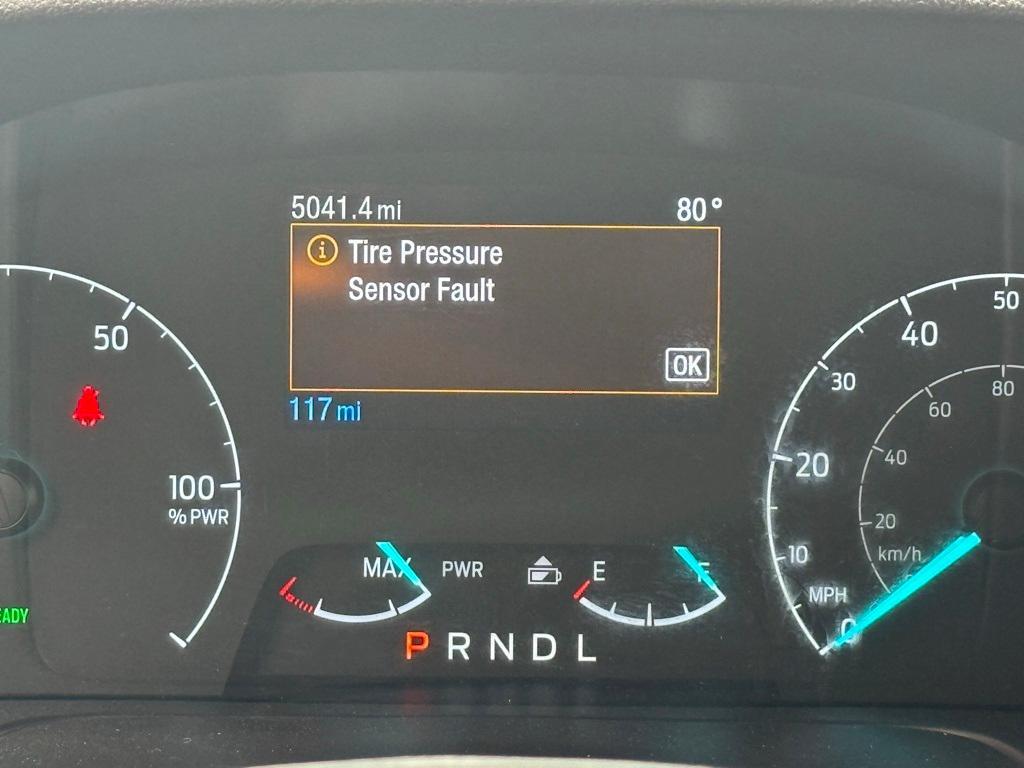 5041.4 mi 80°
Tire Pressure
Sensor Fault
OK
117 mi
50
100
% PWR
MAX PWR
E F
P R N D L
50
40
30
20
10
MPH
0
80
60
40
20
km/h